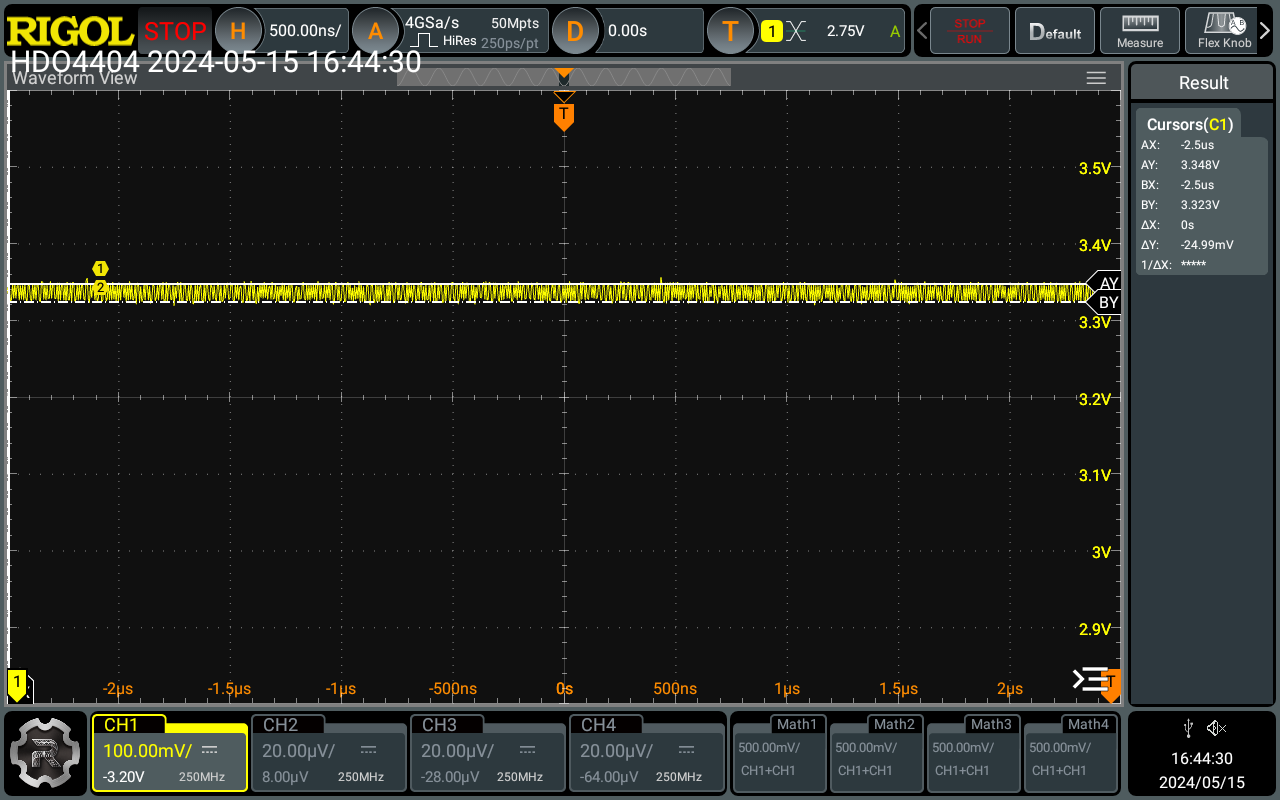 RIGOL STOP H 500.00ns/ A 4GSa/s 50Mpts D 0.00s T 1 2.75V A STOP Default Measure Flex Knob
HiRes 250ps/pt RUN
HDO4404 2024-05-15 16:44:30
Waveform View
T
Result
Cursors(C1)
AX: -2.5us
AY: 3.348V
BX: -2.5us
BY: 3.323V
ΔX: 0s
ΔY: -24.99mV
1/ΔX: *****
3.5V
3.4V
1
2
AY
BY
3.3V
3.2V
3.1V
3V
2.9V
1 T
-2μs -1.5μs -1μs -500ns 0s 500ns 1μs 1.5μs 2μs
CH1 CH2 CH3 CH4 Math1 Math2 Math3 Math4
100.00mV/ 20.00μV/ 20.00μV/ 20.00μV/ 500.00mV/ 500.00mV/ 500.00mV/ 500.00mV/
-3.20V 250MHz 8.00μV 250MHz -28.00μV 250MHz -64.00μV 250MHz CH1+CH1 CH1+CH1 CH1+CH1 CH1+CH1
R
16:44:30
2024/05/15